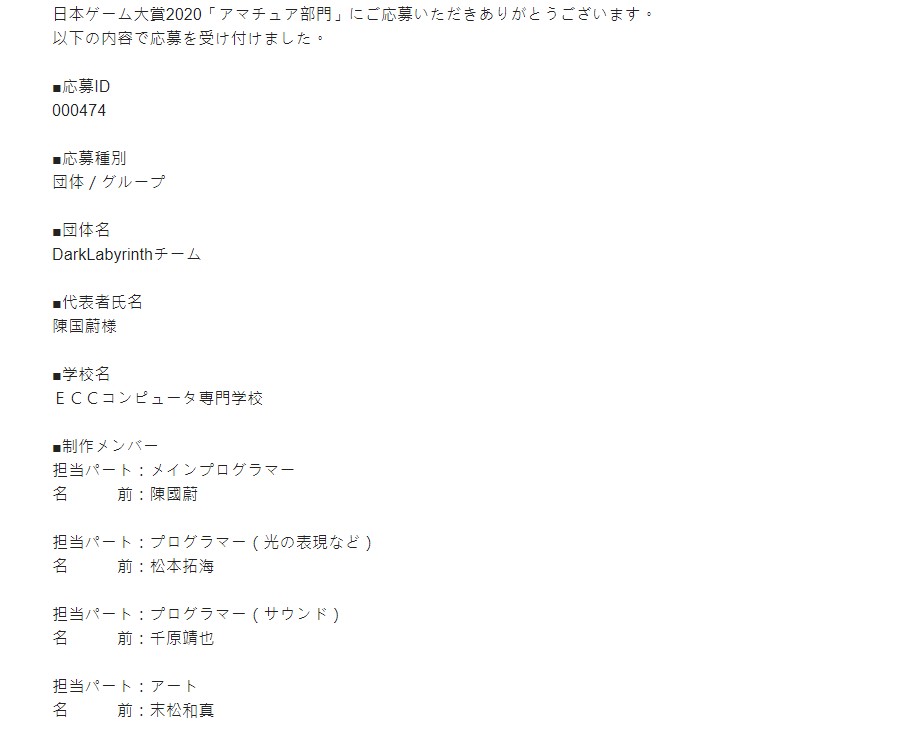 日本ゲーム大賞2020「アマチュア部門」にご応募いただきありがとうございます。
以下の内容で応募を受け付けました。
■応募ID
000474
■応募種別
団体 / グループ
■団体名
DarkLabyrinthチーム
■代表者氏名
陳国蔚様
■学校名
ＥＣＣコンピュータ専門学校
■制作メンバー
担当パート：メインプログラマー
名　　　前：陳國蔚
担当パート：プログラマー ( 光の表現など )
名　　　前：松本拓海
担当パート：プログラマー ( サウンド )
名　　　前：千原靖也
担当パート：アート
名　　　前：末松和真